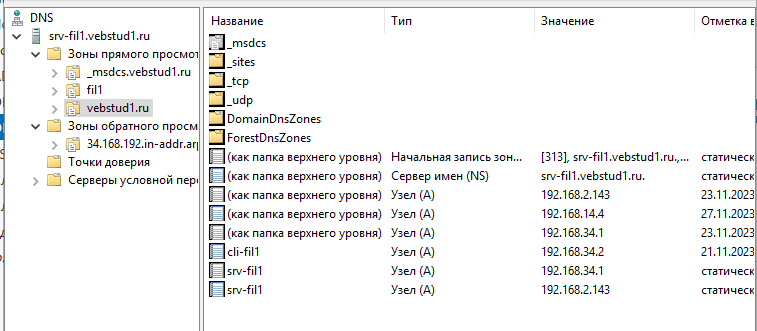 DNS
srv-fil1.vebstud1.ru
Зоны прямого просмот
_msdcs.vebstud1.ru
fil1
vebstud1.ru
Зоны обратного просм
34.168.192.in-addr.arp
Точки доверия
Серверы условной пер
Название Тип Значение Отметка в
_msdcs
_sites
_tcp
_udp
DomainDnsZones
ForestDnsZones
(как папка верхнего уровня) Начальная запись зон... [313], srv-fil1.vebstud1.ru.,... статическ
(как папка верхнего уровня) Сервер имен (NS) srv-fil1.vebstud1.ru. статическ
(как папка верхнего уровня) Узел (A) 192.168.2.143 23.11.2023
(как папка верхнего уровня) Узел (A) 192.168.14.4 27.11.2023
(как папка верхнего уровня) Узел (A) 192.168.34.1 23.11.2023
cli-fil1 Узел (A) 192.168.34.2 21.11.2023
srv-fil1 Узел (A) 192.168.34.1 статическ
srv-fil1 Узел (A) 192.168.2.143 статическ